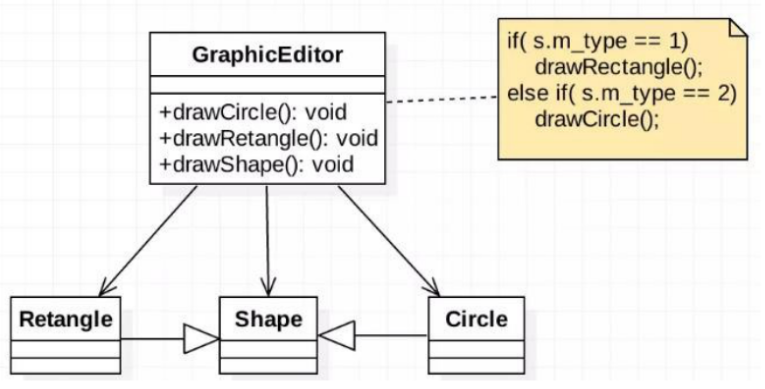 GraphicEditor
+drawCircle(): void
+drawRetangle(): void
+drawShape(): void
if( s.m_type == 1)
drawRectangle();
else if( s.m_type == 2)
drawCircle();
Retangle
Shape
Circle